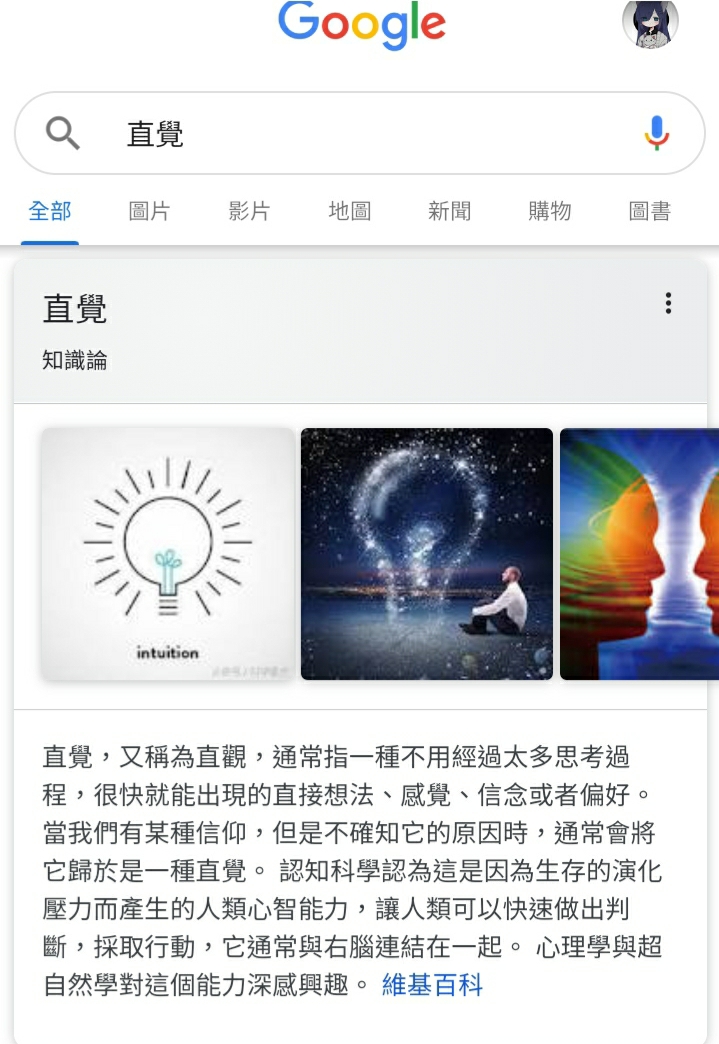 Google
直覺
全部 圖片 影片 地圖 新聞 購物 圖書
直覺
知識論
intuition
直覺，又稱為直觀，通常指一種不用經過太多思考過
程，很快就能出現的直接想法、感覺、信念或者偏好。
當我們有某種信仰，但是不確知它的原因時，通常會將
它歸於是一種直覺。 認知科學認為這是因為生存的演化
壓力而產生的人類心智能力，讓人類可以快速做出判
斷，採取行動，它通常與右腦連結在一起。 心理學與超
自然學對這個能力深感興趣。 維基百科